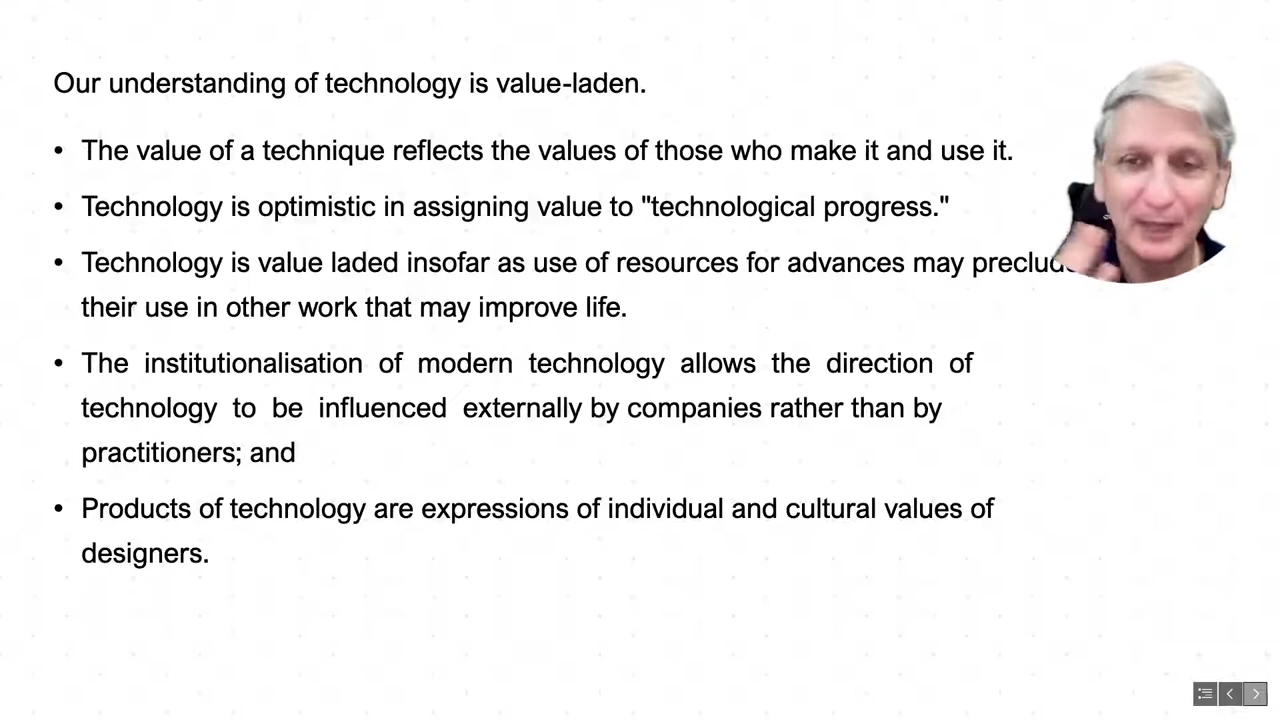 Our understanding of technology is value-laden.
• The value of a technique reflects the values of those who make it and use it.
• Technology is optimistic in assigning value to "technological progress."
• Technology is value laded insofar as use of resources for advances may preclude
their use in other work that may improve life.
• The institutionalisation of modern technology allows the direction of
technology to be influenced externally by companies rather than by
practitioners; and
• Products of technology are expressions of individual and cultural values of
designers.